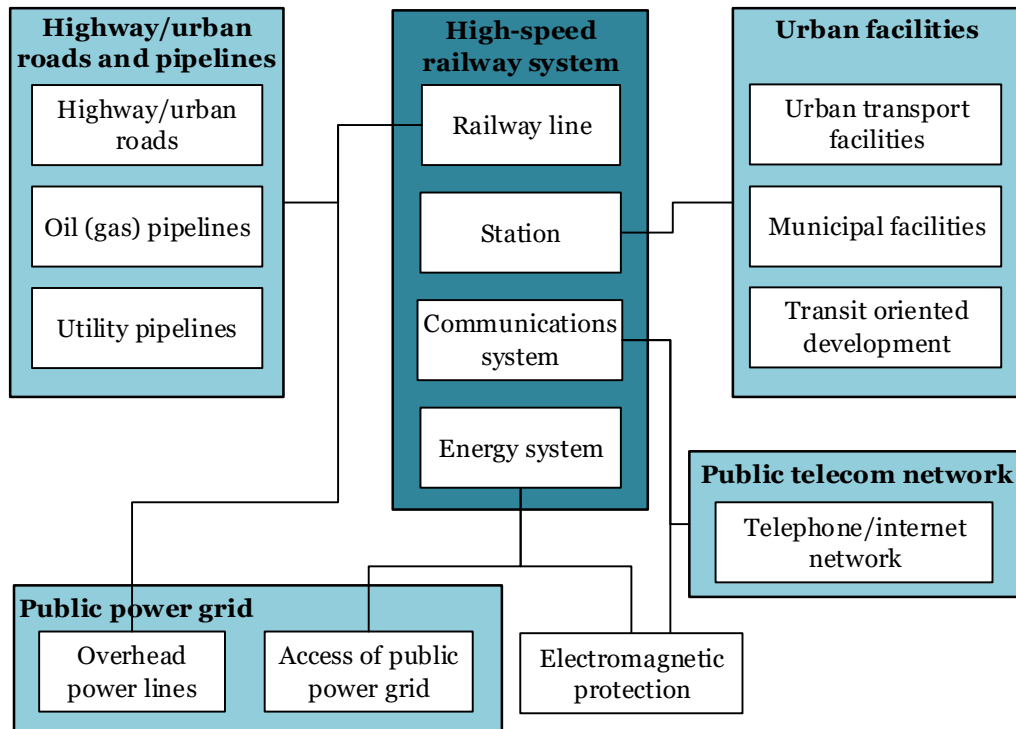 Highway/urban
roads and pipelines
Highway/urban
roads
Oil (gas) pipelines
Utility pipelines
High-speed
railway system
Railway line
Station
Communications
system
Energy system
Urban facilities
Urban transport
facilities
Municipal facilities
Transit oriented
development
Public telecom network
Telephone/internet
network
Public power grid
Overhead
power lines
Access of public
power grid
Electromagnetic
protection